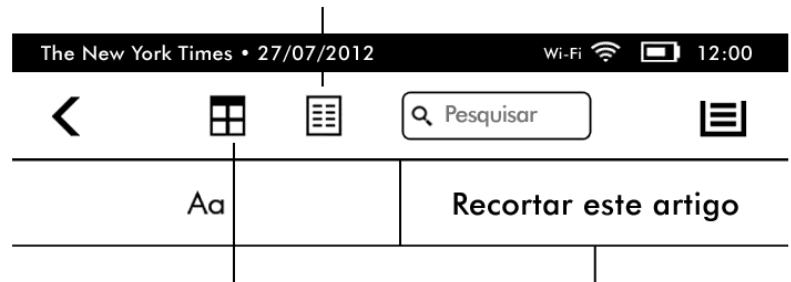 The New York Times • 27/07/2012 Wi-Fi 12:00
Pesquisar
Aa Recortar este artigo